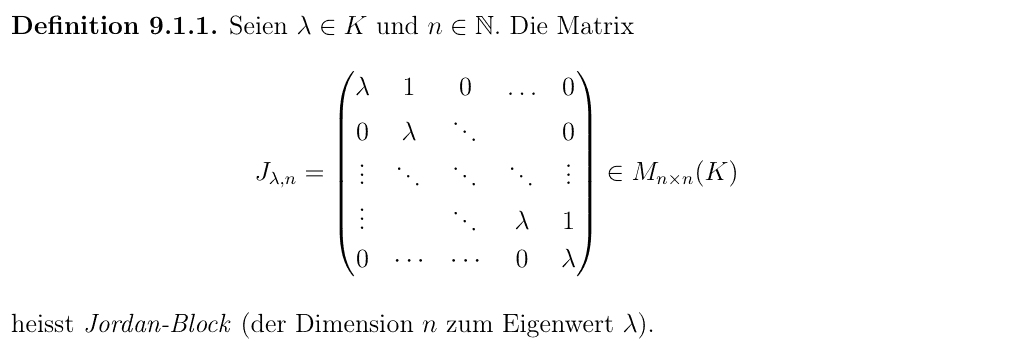 Definition 9.1.1. Seien λ ∈ K und n ∈ ℕ. Die Matrix
λ 1 0 … 0
0 λ ⋱ 0
J_{λ,n} = ⋮ ⋱ ⋱ ⋱ ⋮ ∈ M_{n×n}(K)
⋮ ⋱ λ 1
0 ⋯ ⋯ 0 λ
heisst Jordan-Block (der Dimension n zum Eigenwert λ).